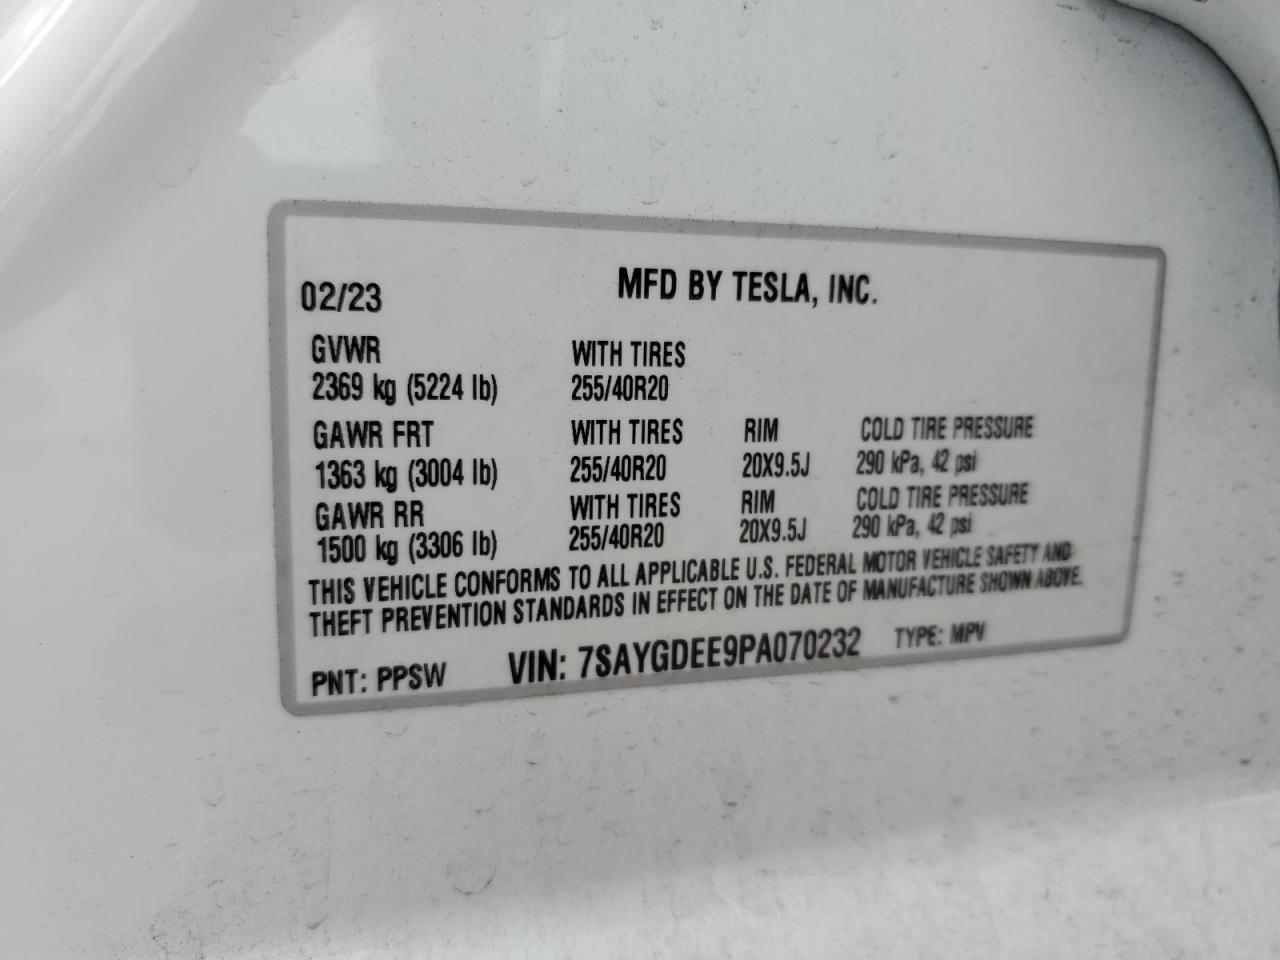 02/23 MFD BY TESLA, INC.
GVWR WITH TIRES
2369 kg (5224 lb) 255/40R20
GAWR FRT WITH TIRES RIM COLD TIRE PRESSURE
1363 kg (3004 lb) 255/40R20 20X9.5J 290 kPa, 42 psi
GAWR RR WITH TIRES RIM COLD TIRE PRESSURE
1500 kg (3306 lb) 255/40R20 20X9.5J 290 kPa, 42 psi
THIS VEHICLE CONFORMS TO ALL APPLICABLE U.S. FEDERAL MOTOR VEHICLE SAFETY AND
THEFT PREVENTION STANDARDS IN EFFECT ON THE DATE OF MANUFACTURE SHOWN ABOVE.
PNT: PPSW VIN: 7SAYGDEE9PA070232 TYPE: MPV